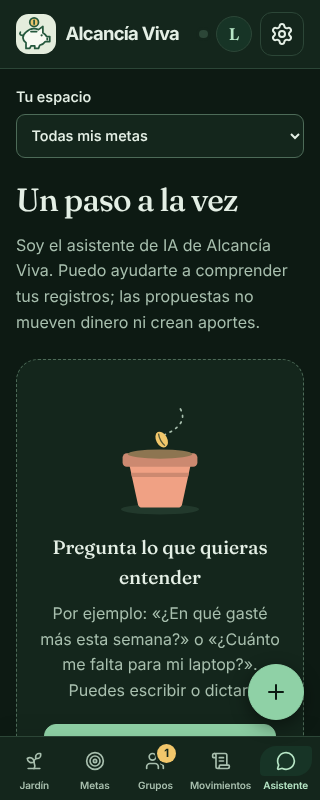 Alcancía Viva
L
Tu espacio
Todas mis metas
Un paso a la vez
Soy el asistente de IA de Alcancía
Viva. Puedo ayudarte a comprender
tus registros; las propuestas no
mueven dinero ni crean aportes.
Pregunta lo que quieras
entender
Por ejemplo: «¿En qué gasté
más esta semana?» o «¿Cuánto
me falta para mi laptop?».
Puedes escribir o dictar
1
Jardín
Metas
Grupos
Movimientos
Asistente